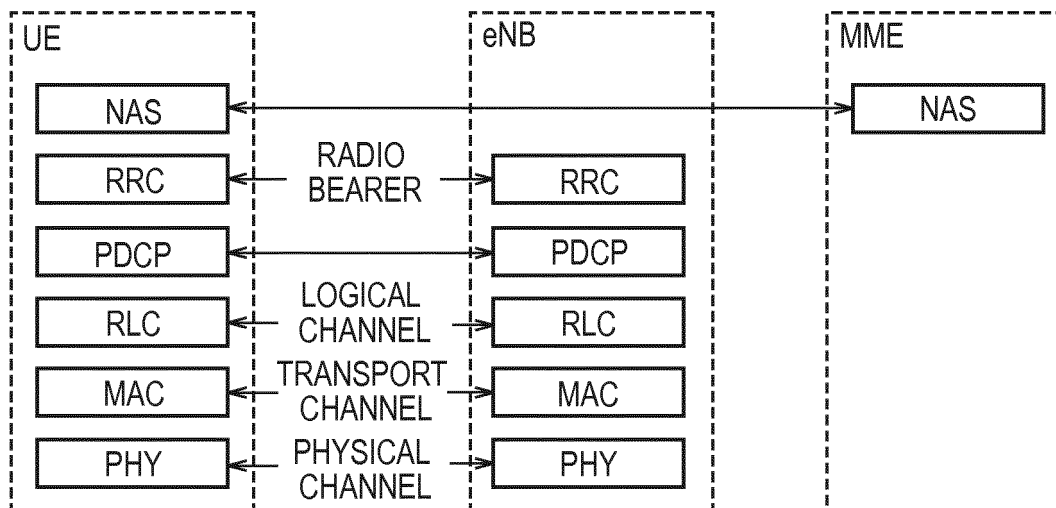 UE
eNB
MME
NAS
NAS
RRC
RADIO
BEARER
RRC
PDCP
PDCP
RLC
LOGICAL
CHANNEL
RLC
MAC
TRANSPORT
CHANNEL
MAC
PHY
PHYSICAL
CHANNEL
PHY